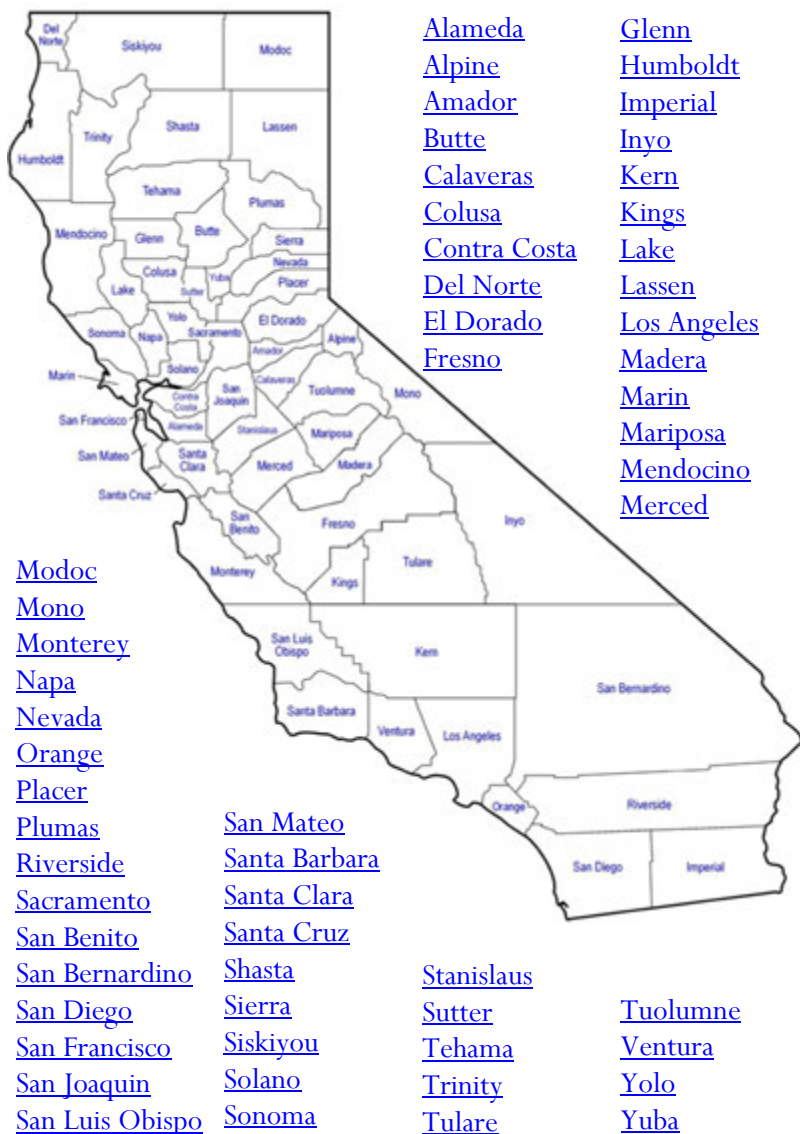 Del
Norte
Siskiyou
Modoc
Humboldt
Trinity
Shasta
Lassen
Tehama
Plumas
Mendocino
Glenn
Butte
Sierra
Nevada
Placer
Colusa
Lake
Sutter
Yuba
Yolo
El Dorado
Sonoma
Napa
Sacramento
Alpine
Amador
Solano
Marin
Calaveras
Tuolumne
Mono
San
Joaquin
Contra
Costa
San Francisco
Alameda
Stanislaus
Mariposa
San Mateo
Santa
Clara
Merced
Madera
Santa Cruz
San
Benito
Fresno
Inyo
Monterey
Kings
Tulare
San Luis
Obispo
Kern
San Bernardino
Santa Barbara
Ventura
Los Angeles
Orange
Riverside
San Diego
Imperial
Alameda
Alpine
Amador
Butte
Calaveras
Colusa
Contra Costa
Del Norte
El Dorado
Fresno
Glenn
Humboldt
Imperial
Inyo
Kern
Kings
Lake
Lassen
Los Angeles
Madera
Marin
Mariposa
Mendocino
Merced
Modoc
Mono
Monterey
Napa
Nevada
Orange
Placer
Plumas
Riverside
Sacramento
San Benito
San Bernardino
San Diego
San Francisco
San Joaquin
San Luis Obispo
San Mateo
Santa Barbara
Santa Clara
Santa Cruz
Shasta
Sierra
Siskiyou
Solano
Sonoma
Stanislaus
Sutter
Tehama
Trinity
Tulare
Tuolumne
Ventura
Yolo
Yuba